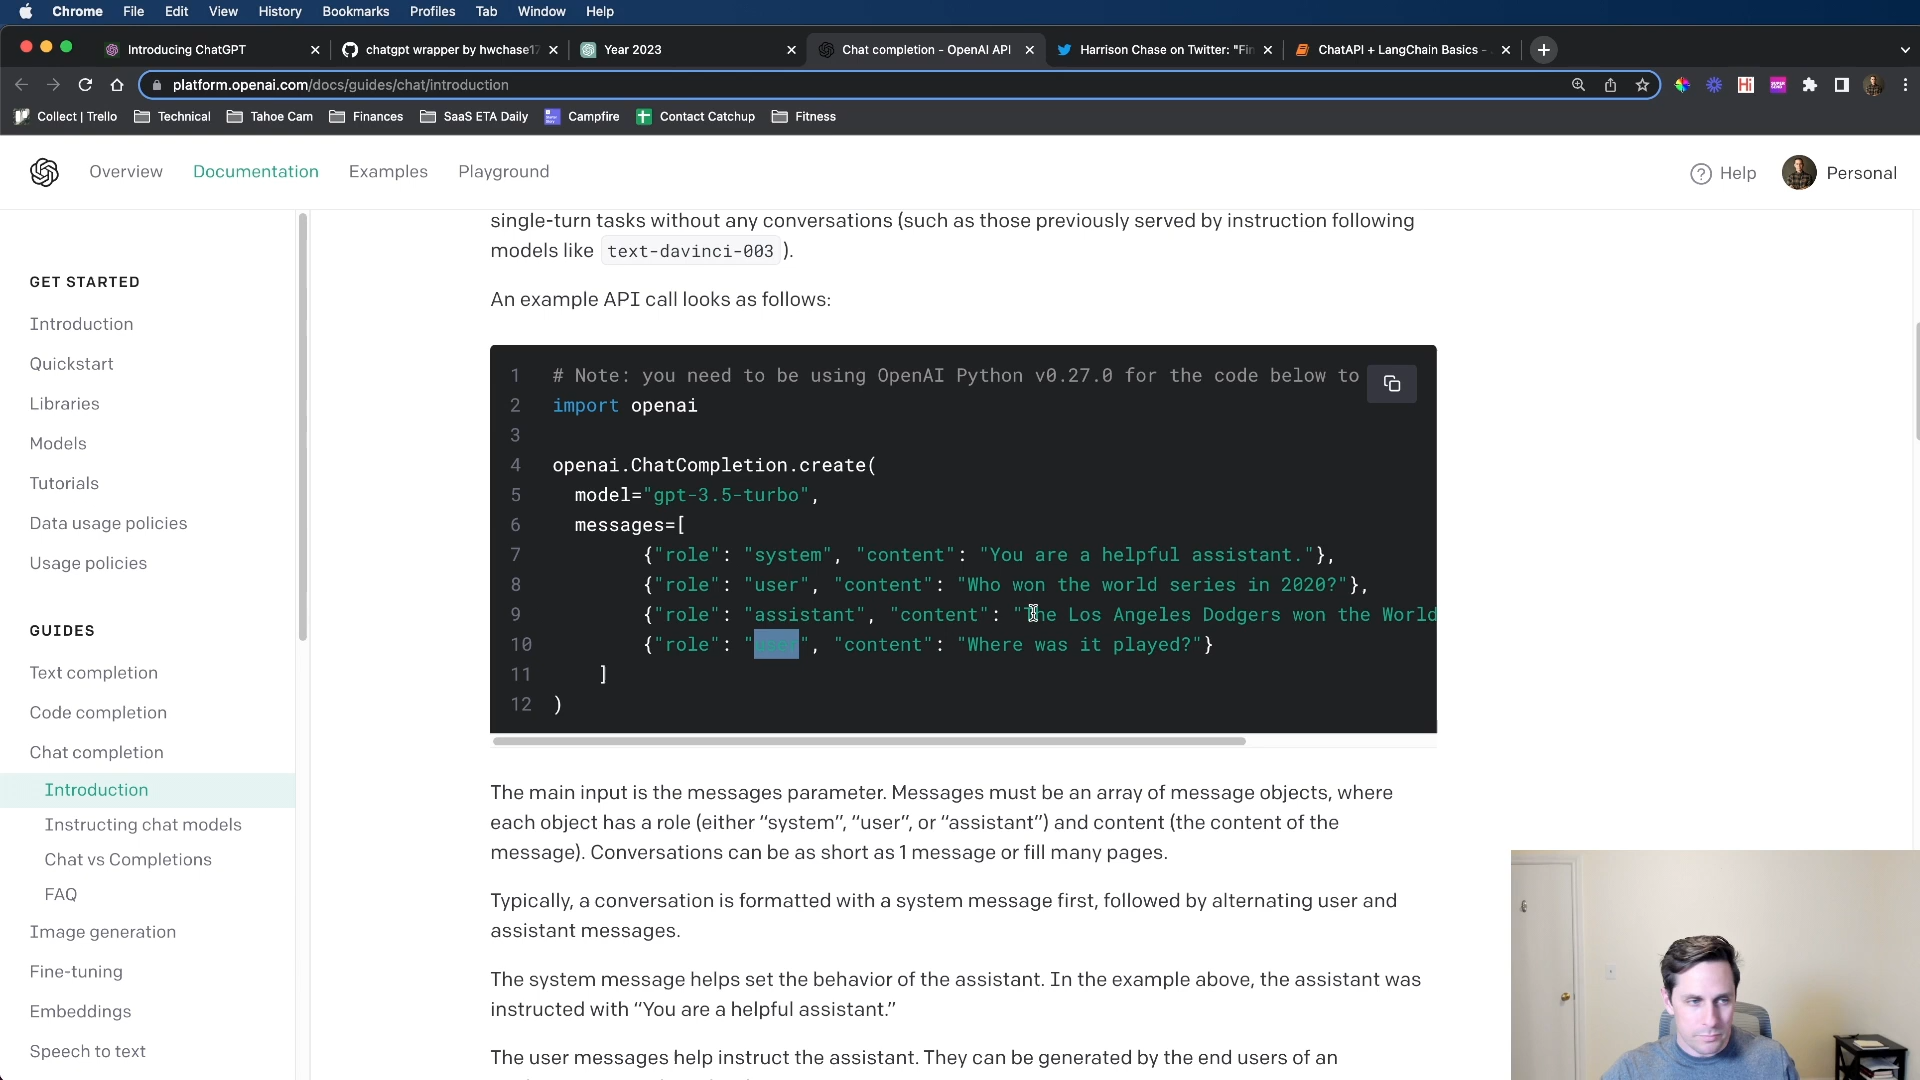 Chrome File Edit View History Bookmarks Profiles Tab Window Help
Introducing ChatGPT
chatgpt wrapper by hwchase17
Year 2023
Chat completion - OpenAI API
Harrison Chase on Twitter: "Fin
ChatAPI + LangChain Basics -
platform.openai.com/docs/guides/chat/introduction
Collect | Trello Technical Tahoe Cam Finances SaaS ETA Daily Campfire Contact Catchup Fitness
Overview Documentation Examples Playground
Help Personal
GET STARTED
Introduction
Quickstart
Libraries
Models
Tutorials
Data usage policies
Usage policies
GUIDES
Text completion
Code completion
Chat completion
Introduction
Instructing chat models
Chat vs Completions
FAQ
Image generation
Fine-tuning
Embeddings
Speech to text
single-turn tasks without any conversations (such as those previously served by instruction following
models like text-davinci-003 ).
An example API call looks as follows:
1 # Note: you need to be using OpenAI Python v0.27.0 for the code below to
2 import openai
3
4 openai.ChatCompletion.create(
5 model="gpt-3.5-turbo",
6 messages=[
7 {"role": "system", "content": "You are a helpful assistant."},
8 {"role": "user", "content": "Who won the world series in 2020?"},
9 {"role": "assistant", "content": "The Los Angeles Dodgers won the World
10 {"role": "user", "content": "Where was it played?"}
11 ]
12 )
The main input is the messages parameter. Messages must be an array of message objects, where
each object has a role (either “system”, “user”, or “assistant”) and content (the content of the
message). Conversations can be as short as 1 message or fill many pages.
Typically, a conversation is formatted with a system message first, followed by alternating user and
assistant messages.
The system message helps set the behavior of the assistant. In the example above, the assistant was
instructed with “You are a helpful assistant.”
The user messages help instruct the assistant. They can be generated by the end users of an